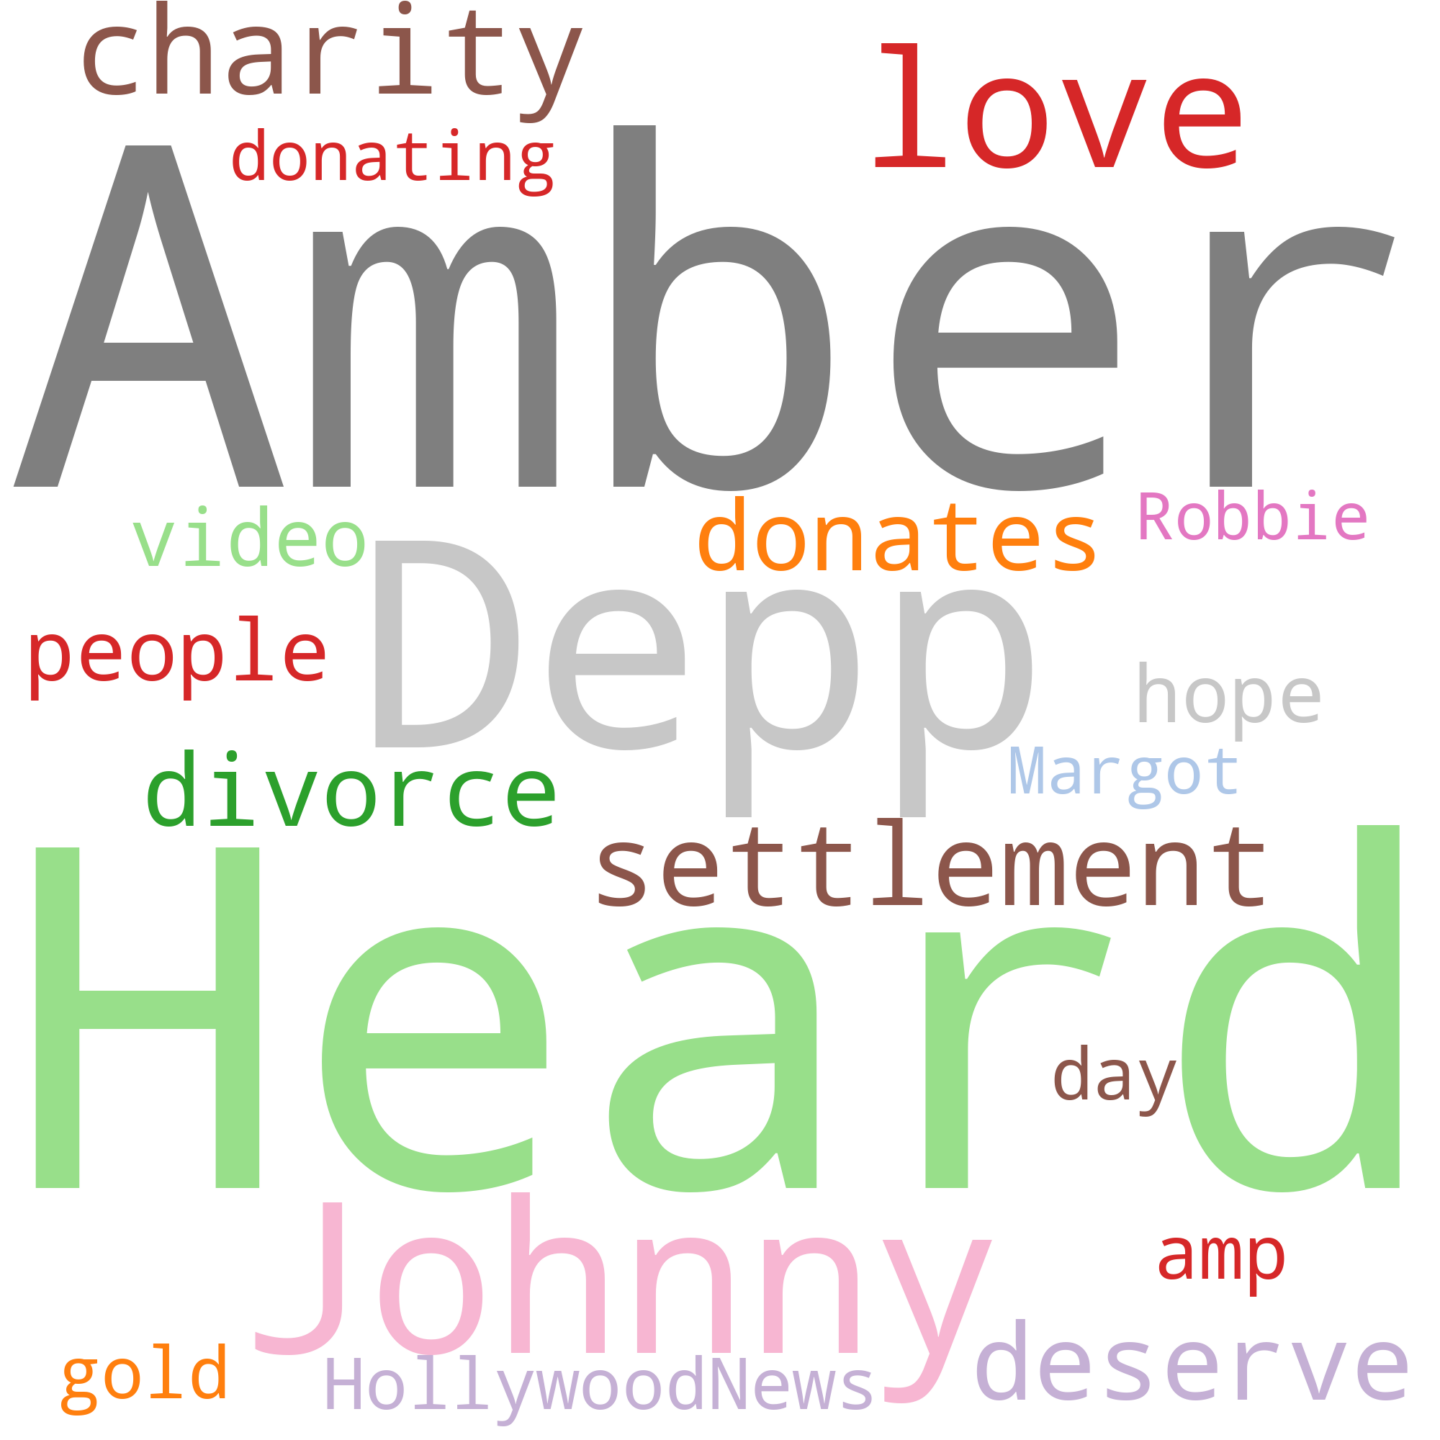 charity
love
donating
Amber
video
donates
Robbie
people
Depp
hope
divorce
Margot
settlement
Heard
day
Johnny
amp
gold
HollywoodNews
deserve